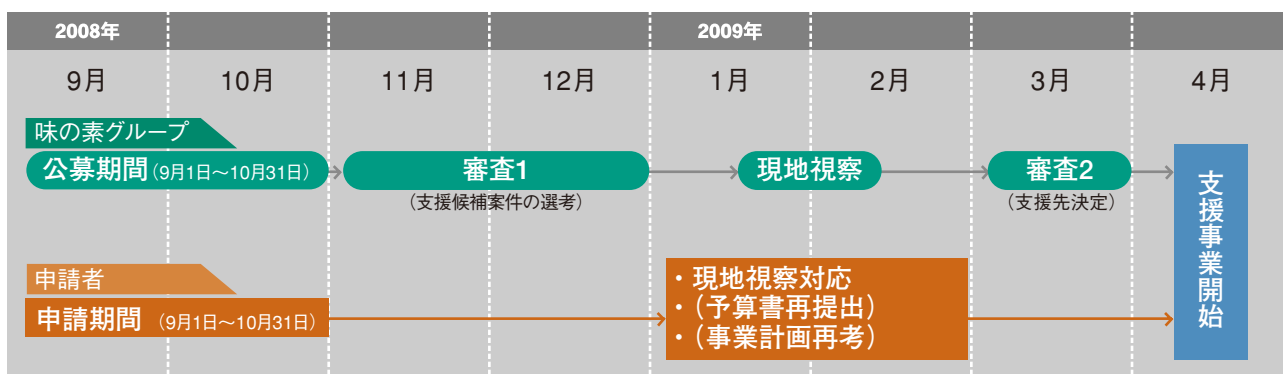 2008年
2009年
9月
10月
11月
12月
1月
2月
3月
4月
味の素グループ
公募期間(9月1日〜10月31日)
審査1
(支援候補案件の選考)
現地視察
審査2
(支援先決定)
支援事業開始
申請者
申請期間 (9月1日〜10月31日)
・現地視察対応
・(予算書再提出)
・(事業計画再考)